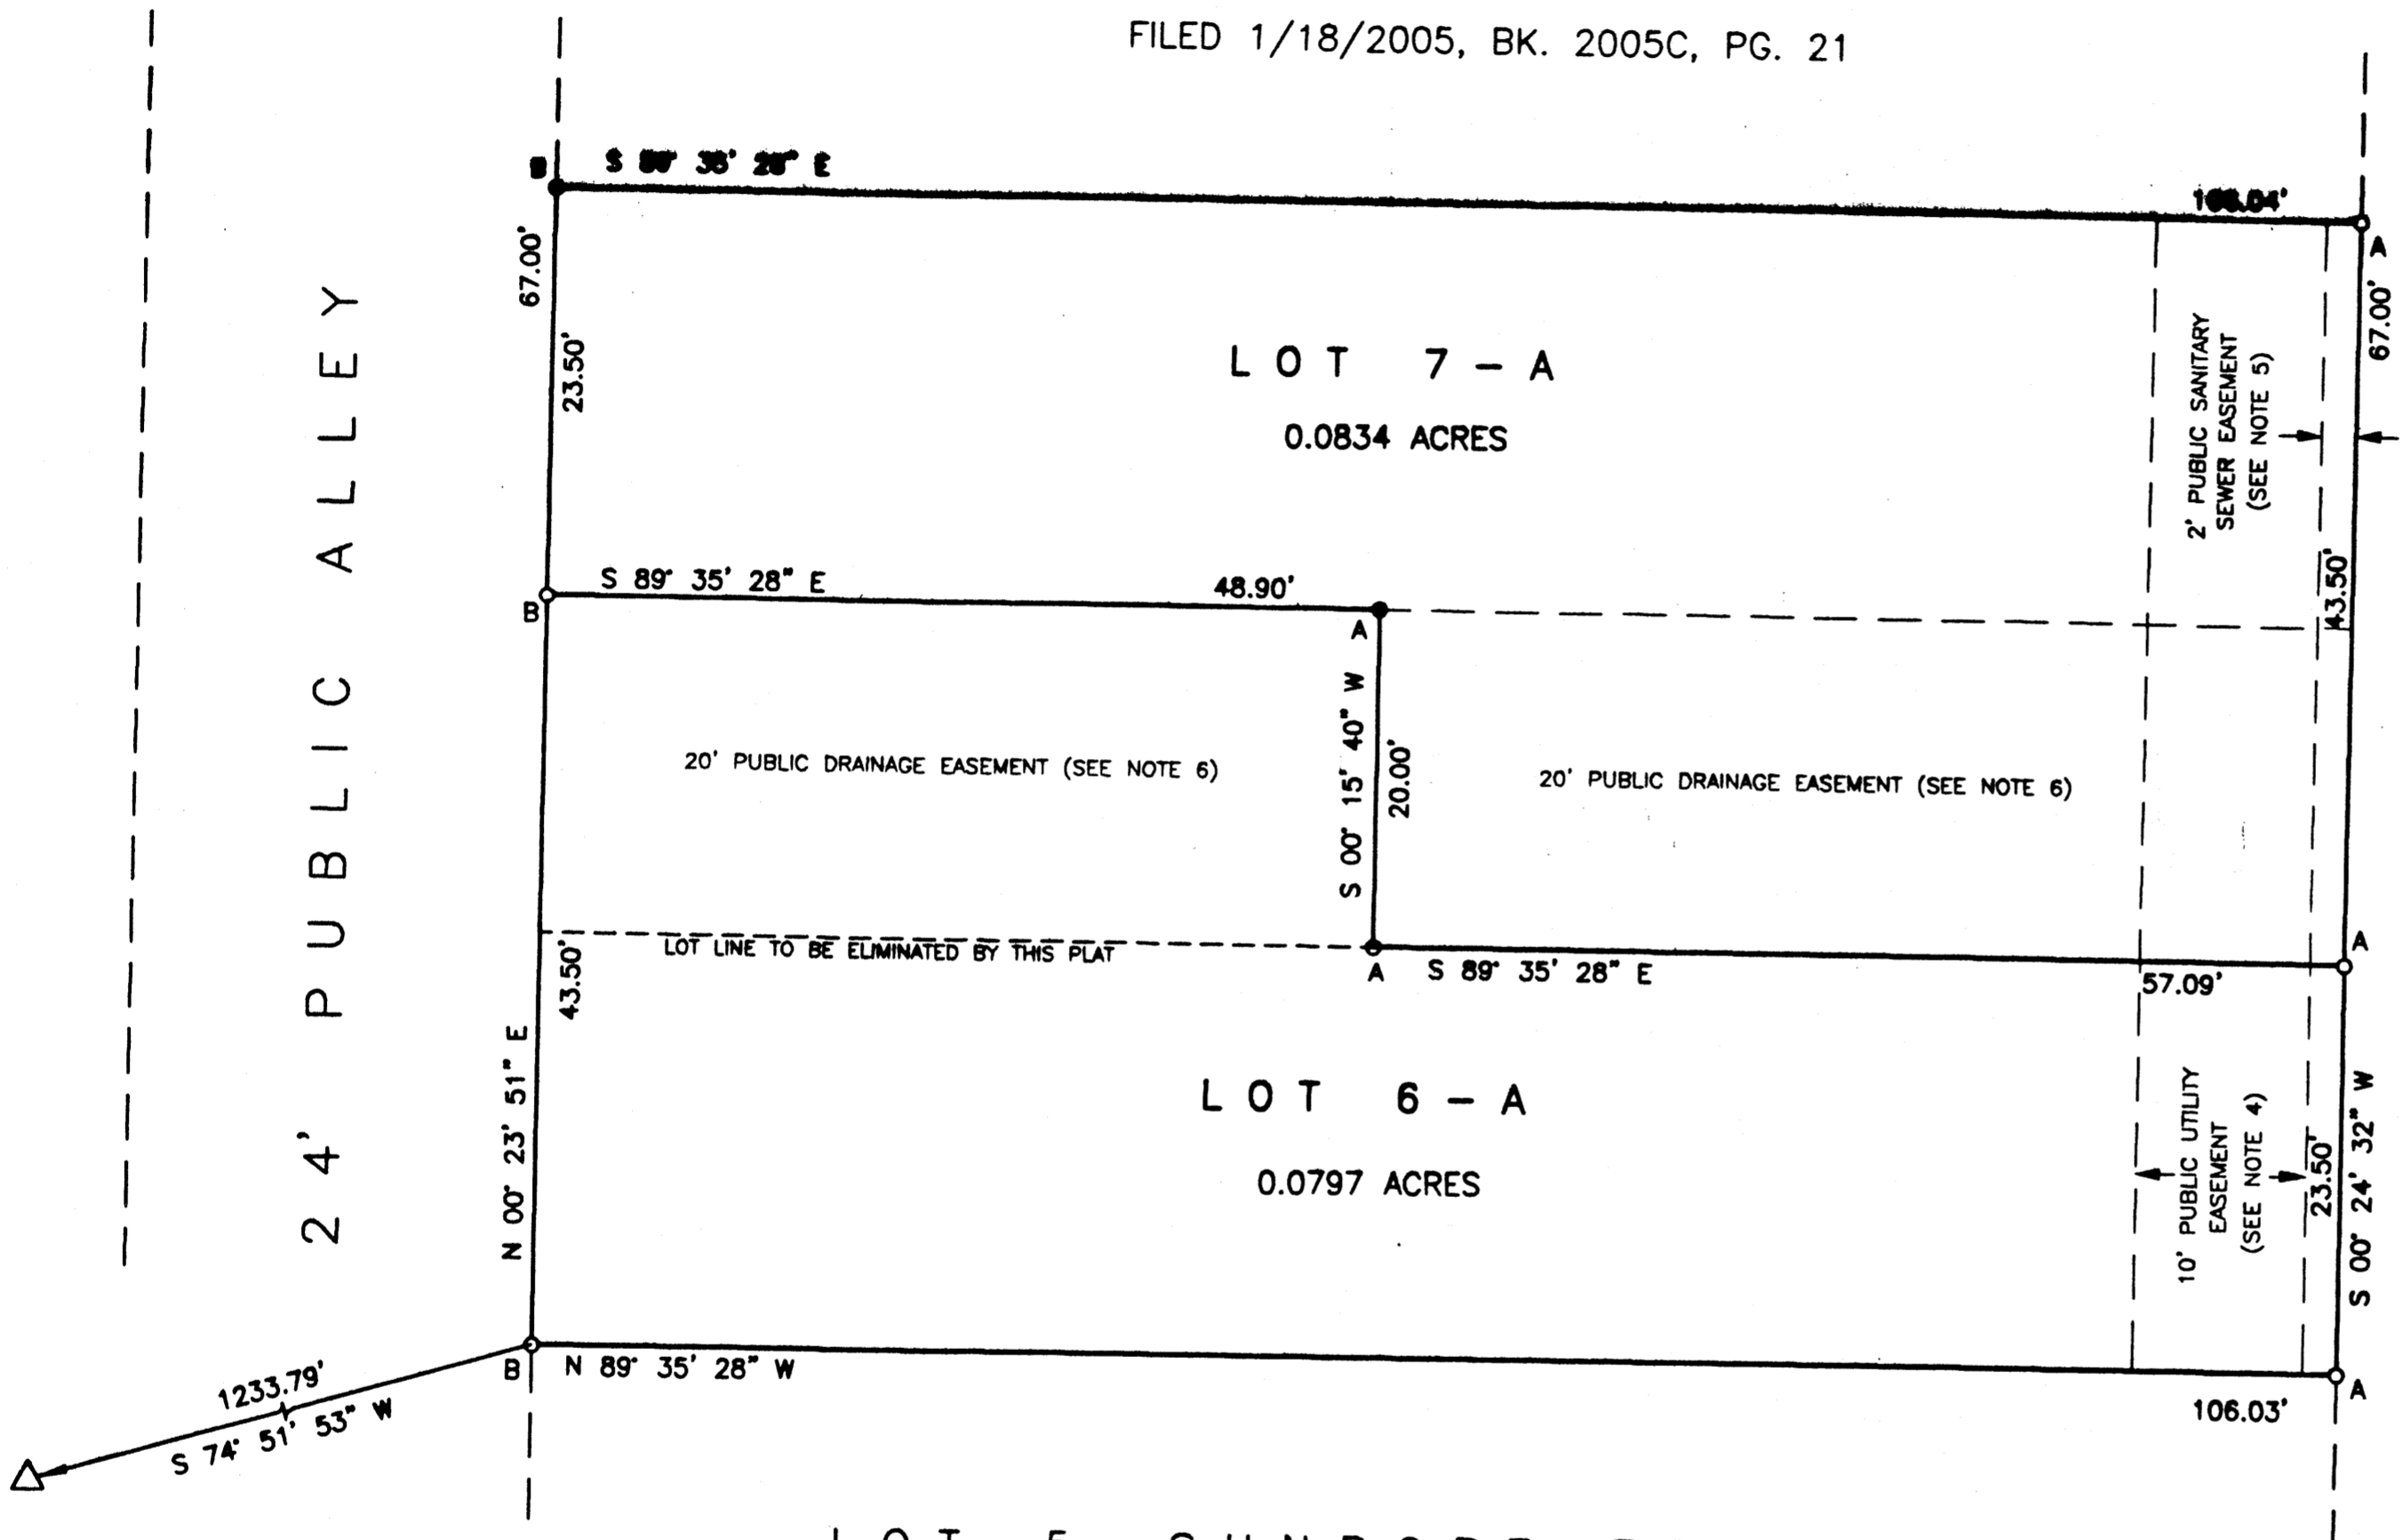 FILED 1/18/2005, BK. 2005C, PG. 21
B
S 89° 35' 28" E
106.04'
A
67.00'
23.50'
67.00'
LOT 7-A
0.0834 ACRES
2' PUBLIC SANITARY
SEWER EASEMENT
(SEE NOTE 5)
43.50'
24' PUBLIC ALLEY
B
S 89° 35' 28" E
48.90'
A
S 00° 15' 40" W
20.00'
20' PUBLIC DRAINAGE EASEMENT (SEE NOTE 6)
20' PUBLIC DRAINAGE EASEMENT (SEE NOTE 6)
LOT LINE TO BE ELIMINATED BY THIS PLAT
A
S 89° 35' 28" E
57.09'
A
43.50'
N 00° 23' 51" E
LOT 6-A
0.0797 ACRES
10' PUBLIC UTILITY
EASEMENT
(SEE NOTE 4)
23.50'
S 00° 24' 32" W
B
N 89° 35' 28" W
106.03'
A
1233.79'
S 74° 51' 53" W